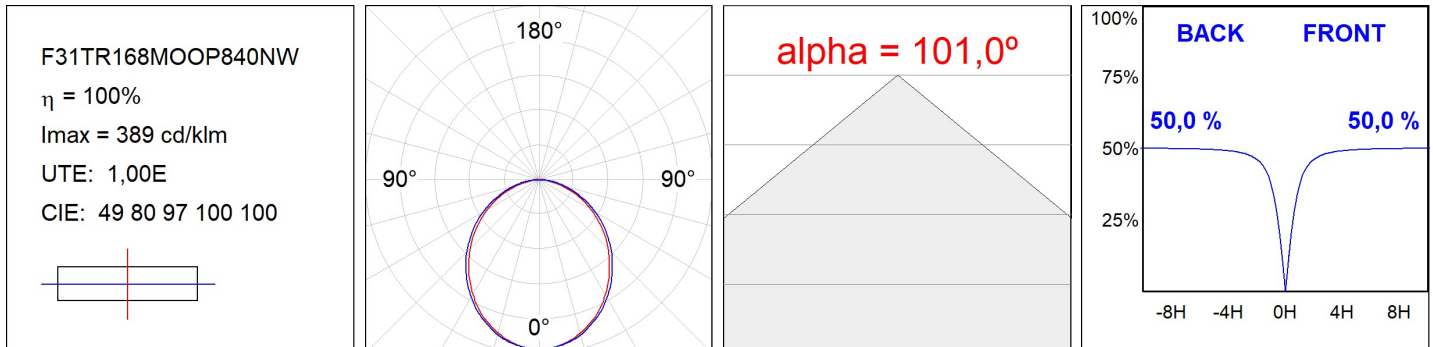 F31TR168MOOP840NW
η = 100%
Imax = 389 cd/klm
UTE: 1,00E
CIE: 49 80 97 100 100
180°
90° 90°
0°
alpha = 101,0º
100%
BACK FRONT
75%
50,0 % 50,0 %
50%
25%
-8H -4H 0H 4H 8H